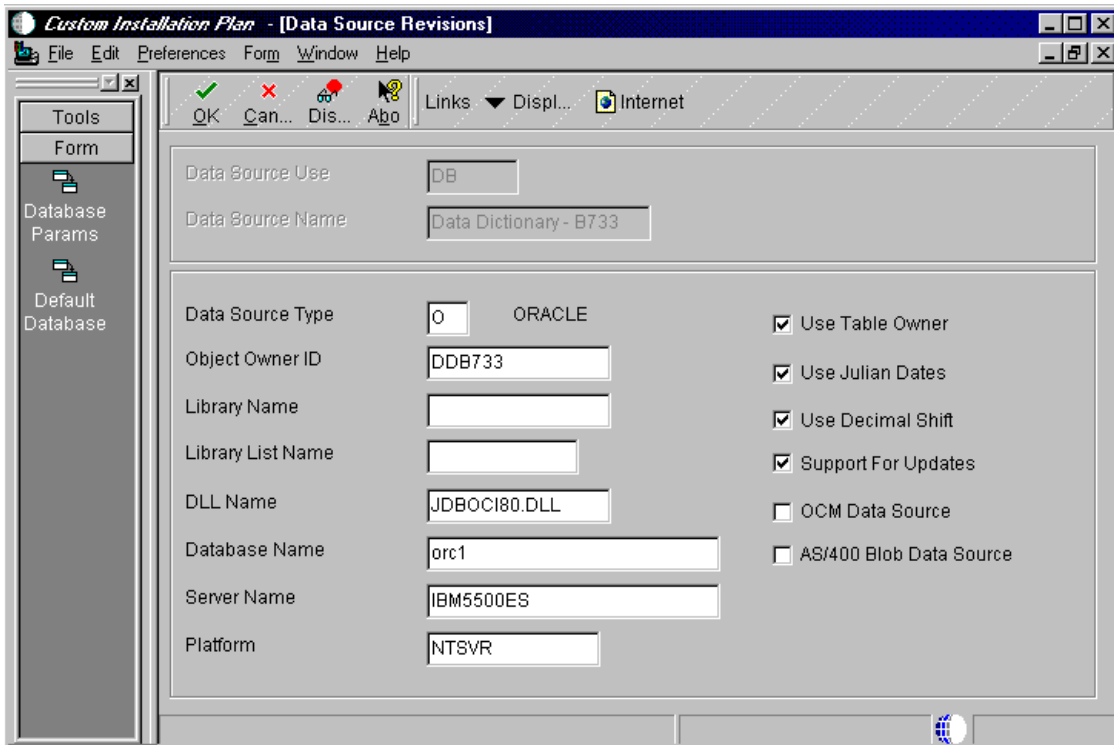 Custom Installation Plan - [Data Source Revisions]
File Edit Preferences Form Window Help
Tools
Form
Database Params
Default Database
OK Can... Dis... Abo Links Displ... Internet
Data Source Use DB
Data Source Name Data Dictionary - B733
Data Source Type O ORACLE
Object Owner ID DDB733
Library Name
Library List Name
DLL Name JDBOCI80.DLL
Database Name orc1
Server Name IBM5500ES
Platform NTSVR
Use Table Owner
Use Julian Dates
Use Decimal Shift
Support For Updates
OCM Data Source
AS/400 Blob Data Source